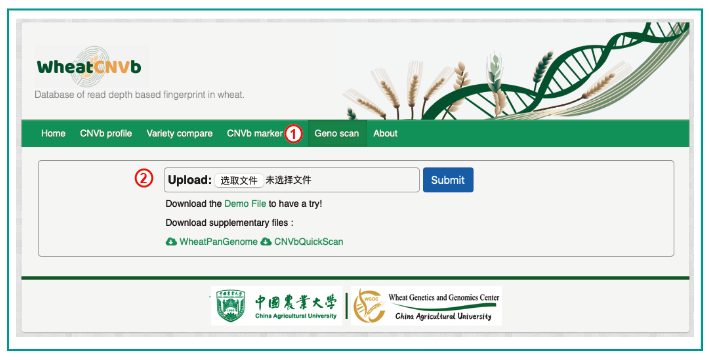 WheatCNVb
Database of read depth based fingerprint in wheat.
Home CNVb profile Variety compare CNVb marker 1 Geno scan About
2 Upload: 选取文件 未选择文件 Submit
Download the Demo File to have a try!
Download supplementary files :
WheatPanGenome CNVbQuickScan
中国農業大学 Wheat Genetics and Genomics Center
China Agricultural University China Agricultural University
WGGC